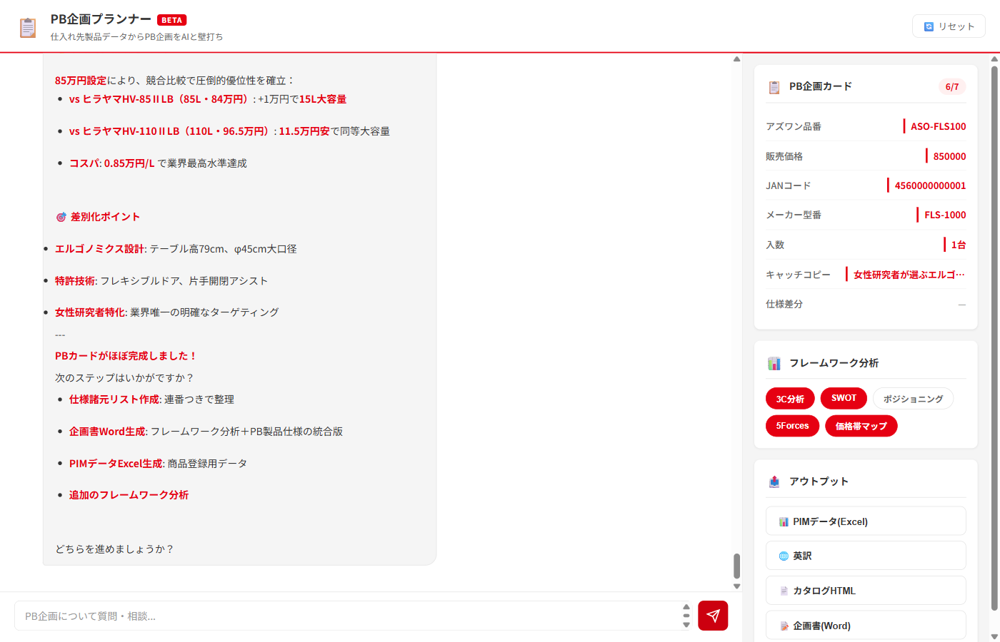 PB企画プランナー BETA
仕入れ先製品データからPB企画をAIと壁打ち
リセット
85万円設定により、競合比較で圧倒的優位性を確立：
• vs ヒラヤマHV-85ⅡLB（85L・84万円）: +1万円で15L大容量
• vs ヒラヤマHV-110ⅡLB（110L・96.5万円）: 11.5万円安で同等大容量
• コスパ: 0.85万円/L で業界最高水準達成
差別化ポイント
• エルゴノミクス設計: テーブル高79cm、φ45cm大口径
• 特許技術: フレキシブルドア、片手開閉アシスト
• 女性研究者特化: 業界唯一の明確なターゲティング
---
PBカードがほぼ完成しました！
次のステップはいかがですか？
• 仕様諸元リスト作成: 連番つきで整理
• 企画書Word生成: フレームワーク分析＋PB製品仕様の統合版
• PIMデータExcel生成: 商品登録用データ
• 追加のフレームワーク分析
どちらを進めましょうか？
PB企画について質問・相談...
PB企画カード 6/7
アズワン品番 ASO-FLS100
販売価格 850000
JANコード 4560000000001
メーカー型番 FLS-1000
入数 1台
キャッチコピー 女性研究者が選ぶエルゴ…
仕様差分 —
フレームワーク分析
3C分析 SWOT ポジショニング
5Forces 価格帯マップ
アウトプット
PIMデータ(Excel)
英訳
カタログHTML
企画書(Word)